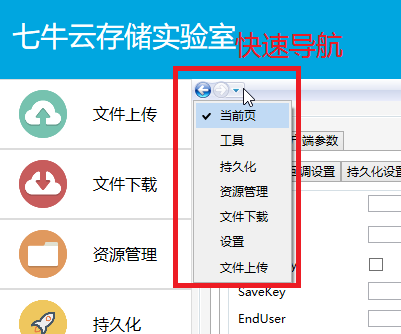 七牛云存储实验室
快速导航
文件上传
文件下载
资源管理
持久化
当前页
工具
持久化
资源管理
文件下载
设置
文件上传
端参数
调设置
持久化设置
SaveKey
EndUser